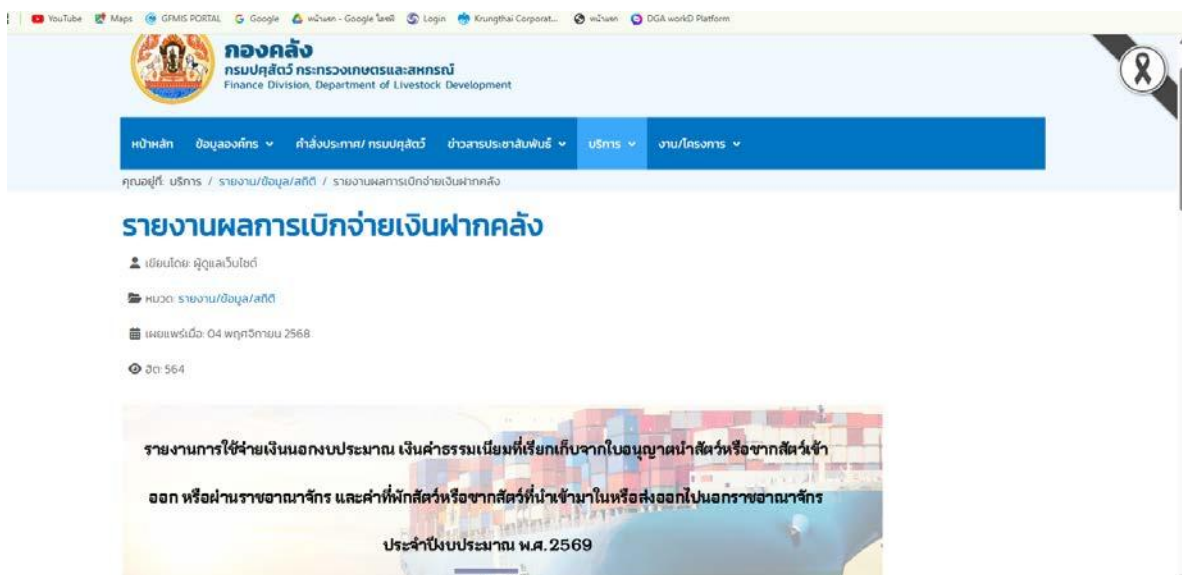 YouTube Maps GFMIS PORTAL Google หน้าแรก - Google ไดรฟ์ Login Krungthai Corporat... หน้าแรก DGA workD Platform
กองคลัง
กรมปศุสัตว์ กระทรวงเกษตรและสหกรณ์
Finance Division, Department of Livestock Development
หน้าหลัก ข้อมูลองค์กร คำสั่งประกาศ/ กรมปศุสัตว์ ข่าวสารประชาสัมพันธ์ บริการ งาน/โครงการ
คุณอยู่ที่: บริการ / รายงาน/ข้อมูล/สถิติ / รายงานผลการเบิกจ่ายเงินฝากคลัง
รายงานผลการเบิกจ่ายเงินฝากคลัง
เขียนโดย: ผู้ดูแลเว็บไซต์
หมวด: รายงาน/ข้อมูล/สถิติ
เผยแพร่เมื่อ: 04 พฤศจิกายน 2568
ฮิต: 564
รายงานการใช้จ่ายเงินนอกงบประมาณ เงินค่าธรรมเนียมที่เรียกเก็บจากใบอนุญาตนำสัตว์หรือซากสัตว์เข้า
ออก หรือผ่านราชอาณาจักร และค่าที่พักสัตว์หรือซากสัตว์ที่นำเข้ามาในหรือส่งออกไปนอกราชอาณาจักร
ประจำปีงบประมาณ พ.ศ. 2569